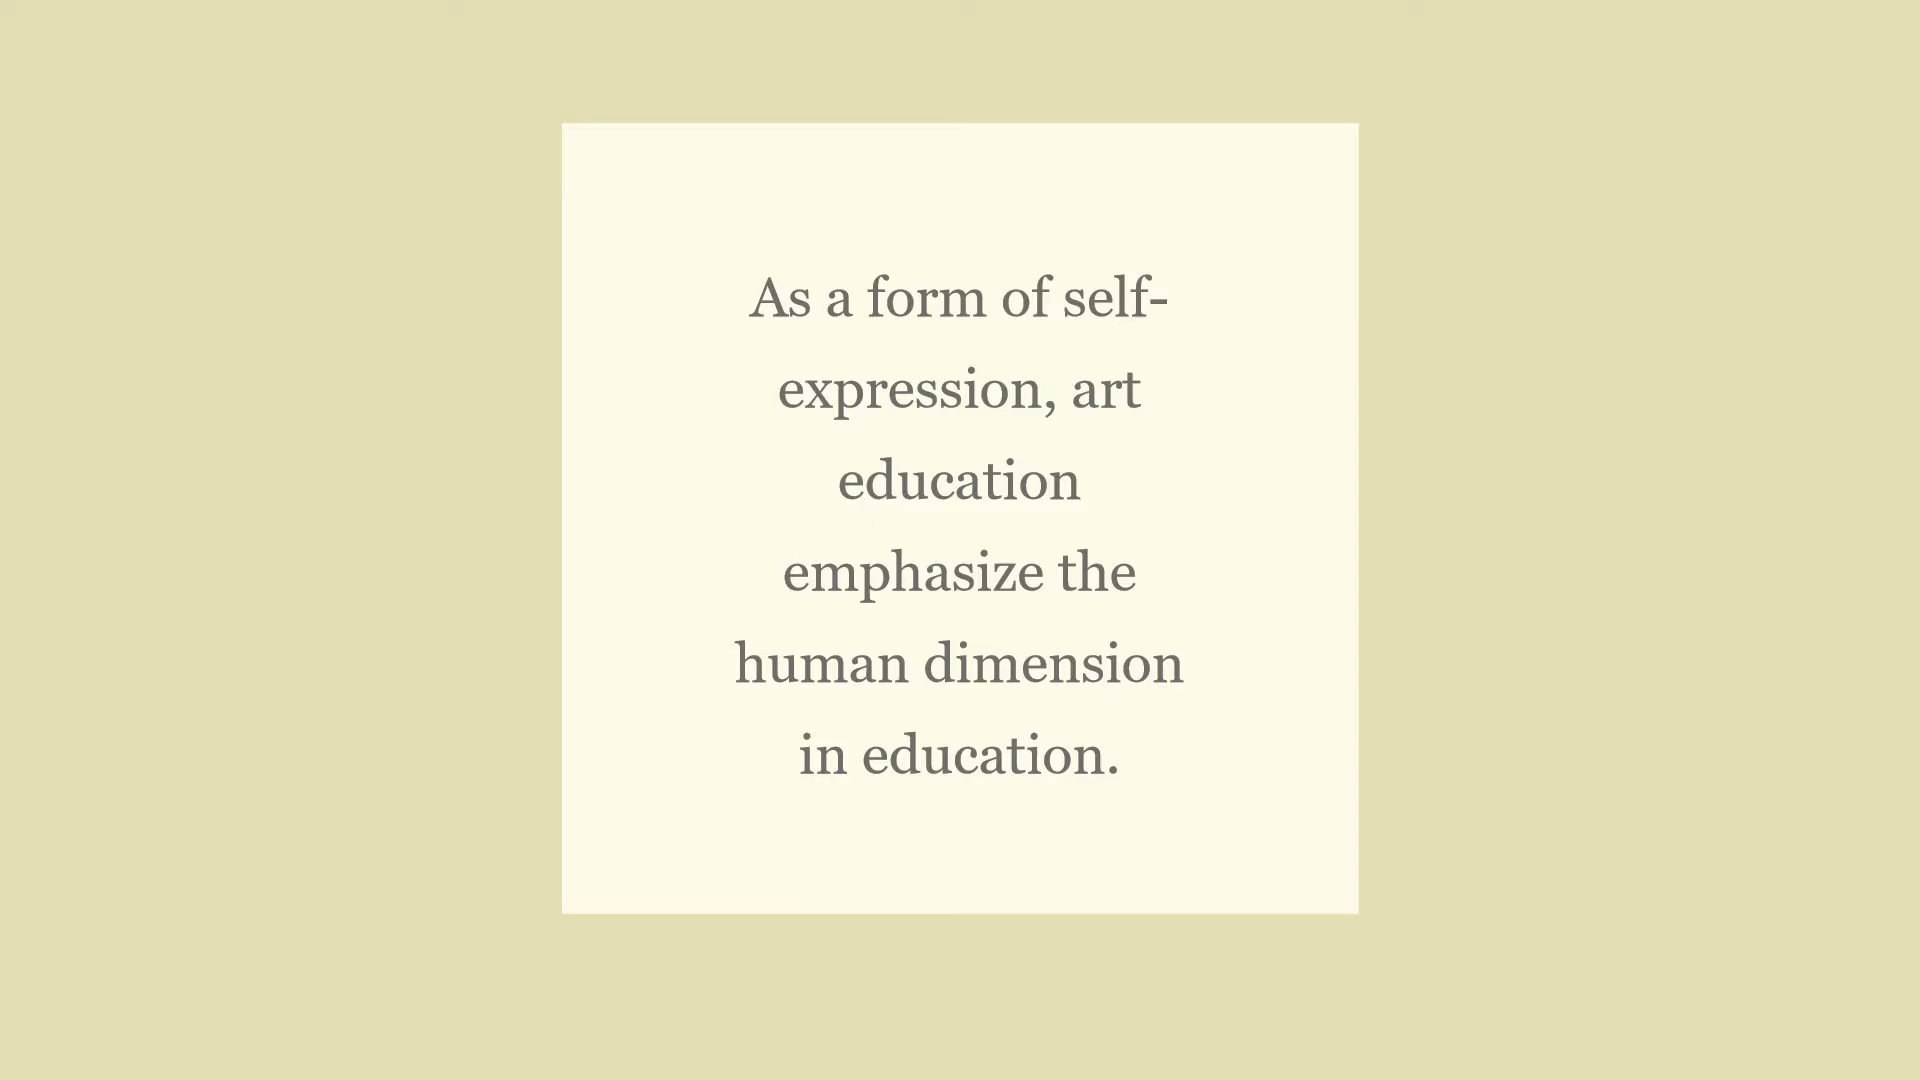 As a form of self-
expression, art
education
emphasize the
human dimension
in education.